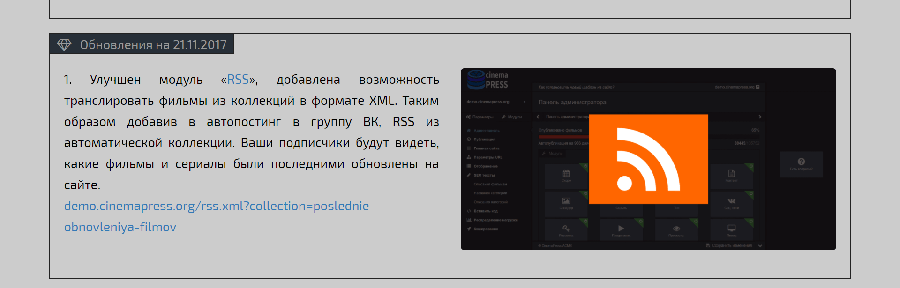 Обновления на 21.11.2017
1. Улучшен модуль «RSS», добавлена возможность
транслировать фильмы из коллекций в формате XML. Таким
образом добавив в автопостинг в группу ВК, RSS из
автоматической коллекции. Ваши подписчики будут видеть,
какие фильмы и сериалы были последними обновлены на
сайте.
demo.cinemapress.org/rss.xml?collection=poslednie-
obnovleniya-filmov
cinema
PRESS
Панель администратора